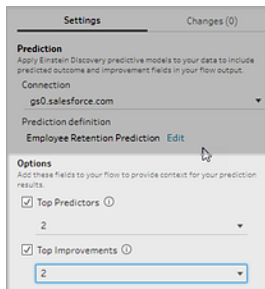 Settings
Changes (0)
Prediction
Apply Einstein Discovery predictive models to your data to include
predicted outcome and improvement fields in your flow output.
Connection
gs0.salesforce.com
Prediction definition
Employee Retention Prediction Edit
Options
Add these fields to your flow to provide context for your prediction
results.
Top Predictors
2
Top Improvements
2